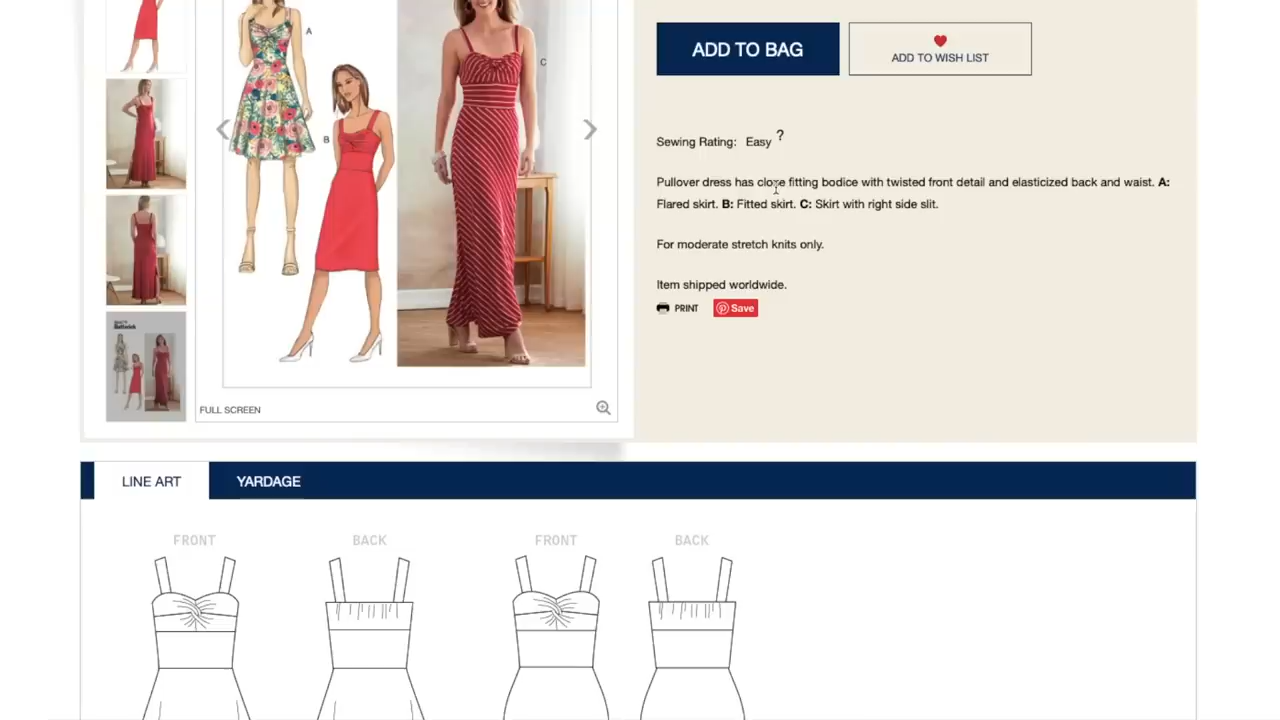 A
B
C
ADD TO BAG
ADD TO WISH LIST
Sewing Rating: Easy ?
Pullover dress has close fitting bodice with twisted front detail and elasticized back and waist. A:
Flared skirt. B: Fitted skirt. C: Skirt with right side slit.
For moderate stretch knits only.
Item shipped worldwide.
PRINT Save
Butterick
FULL SCREEN
LINE ART YARDAGE
FRONT BACK FRONT BACK